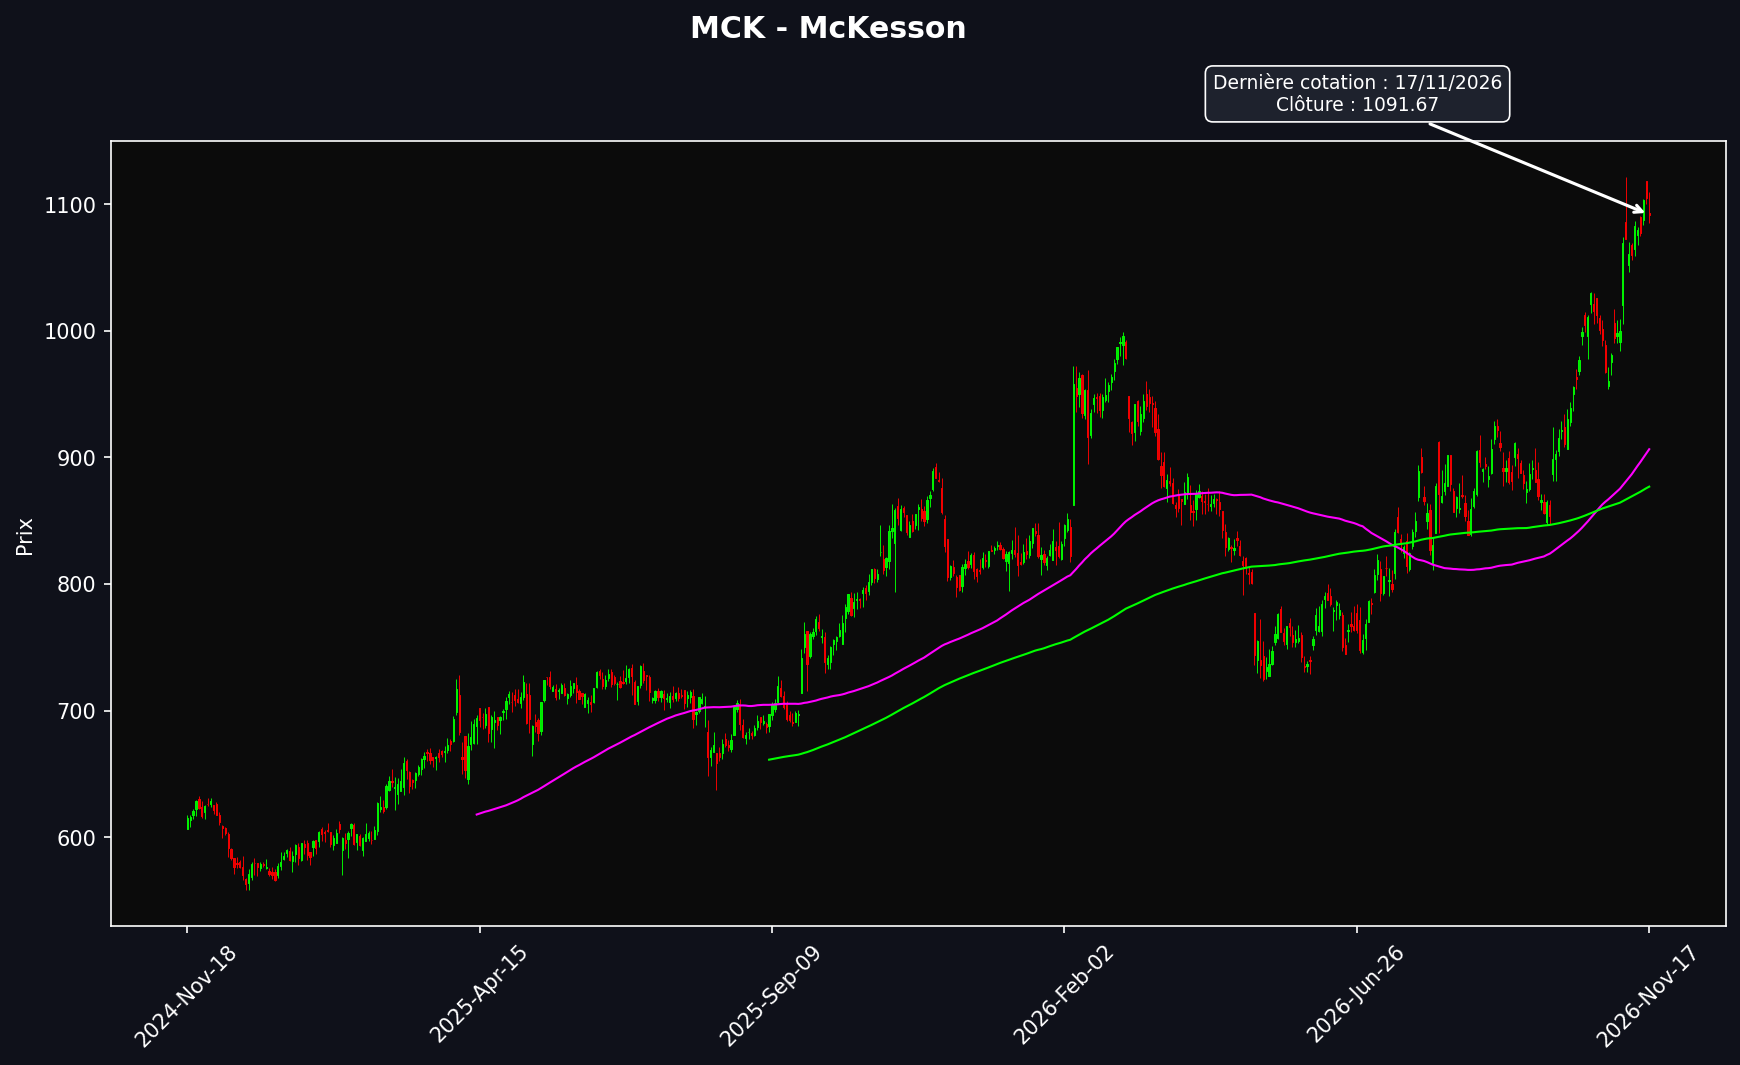 MCK - McKesson
Dernière cotation : 17/11/2026
Clôture : 1091.67
Prix
1100
1000
900
800
700
600
2024-Nov-18
2025-Apr-15
2025-Sep-09
2026-Feb-02
2026-Jun-26
2026-Nov-17